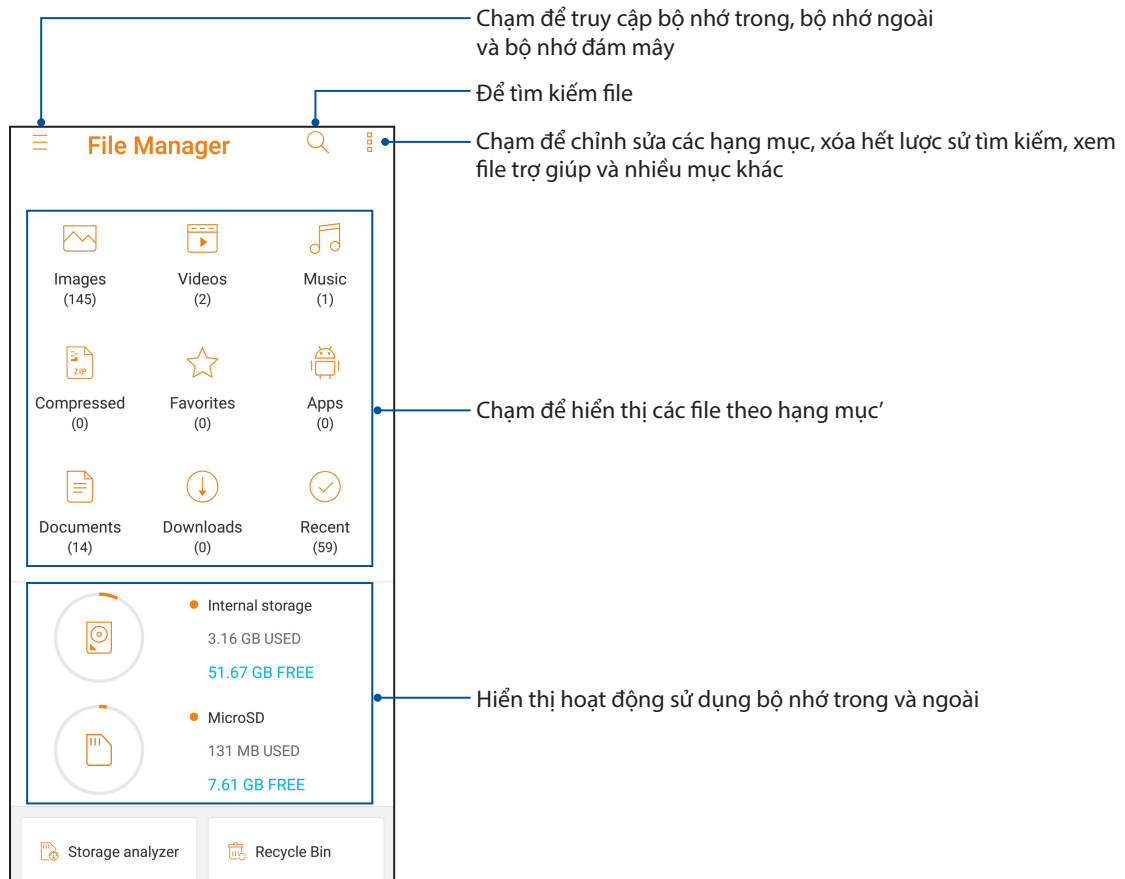 Chạm để truy cập bộ nhớ trong, bộ nhớ ngoài
và bộ nhớ đám mây
Để tìm kiếm file
Chạm để chỉnh sửa các hạng mục, xóa hết lược sử tìm kiếm, xem
file trợ giúp và nhiều mục khác
File Manager
Images
(145)
Videos
(2)
Music
(1)
ZIP
Compressed
(0)
Favorites
(0)
Apps
(0)
Chạm để hiển thị các file theo hạng mục’
Documents
(14)
Downloads
(0)
Recent
(59)
Internal storage
3.16 GB USED
51.67 GB FREE
Hiển thị hoạt động sử dụng bộ nhớ trong và ngoài
MicroSD
131 MB USED
7.61 GB FREE
Storage analyzer
Recycle Bin